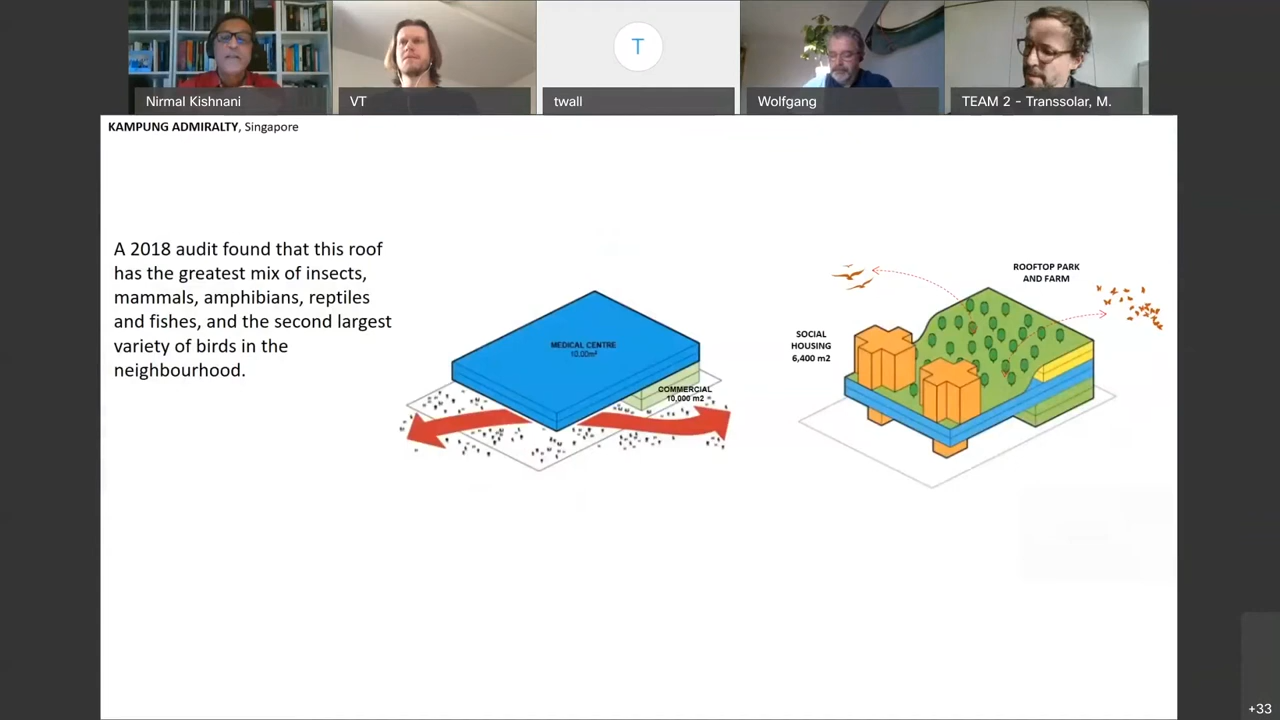 T
Nirmal Kishnani
VT
twall
Wolfgang
TEAM 2 - Transsolar, M.
KAMPUNG ADMIRALTY, Singapore
A 2018 audit found that this roof
has the greatest mix of insects,
mammals, amphibians, reptiles
and fishes, and the second largest
variety of birds in the
neighbourhood.
MEDICAL CENTRE
10,00m²
COMMERCIAL
10,000 m2
ROOFTOP PARK
AND FARM
SOCIAL
HOUSING
6,400 m2
+33